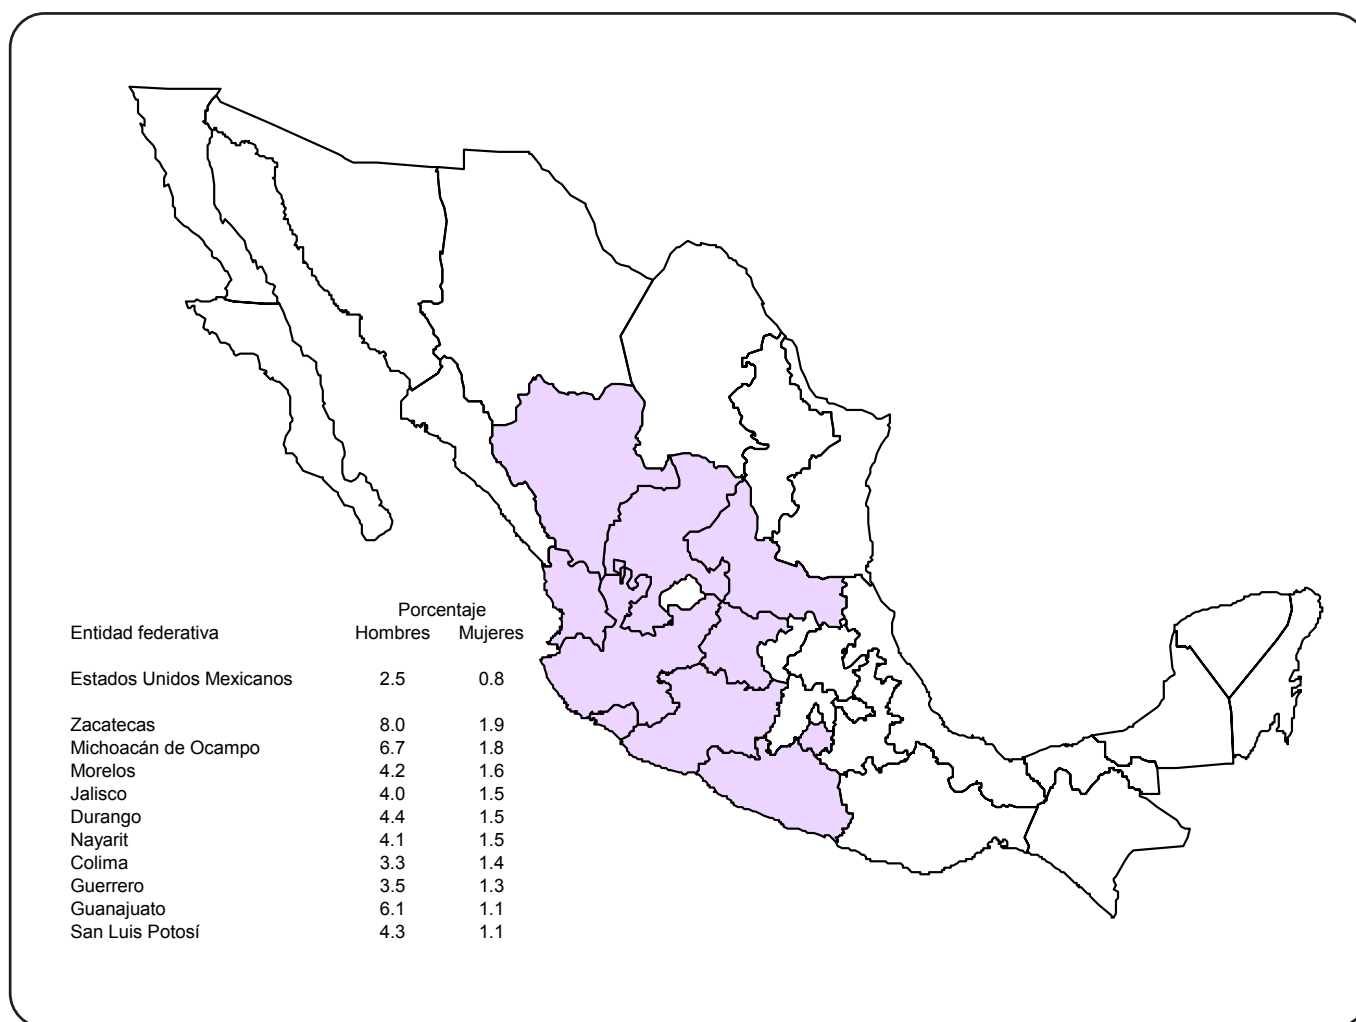 Porcentaje
Entidad federativa Hombres Mujeres
Estados Unidos Mexicanos 2.5 0.8
Zacatecas 8.0 1.9
Michoacán de Ocampo 6.7 1.8
Morelos 4.2 1.6
Jalisco 4.0 1.5
Durango 4.4 1.5
Nayarit 4.1 1.5
Colima 3.3 1.4
Guerrero 3.5 1.3
Guanajuato 6.1 1.1
San Luis Potosí 4.3 1.1